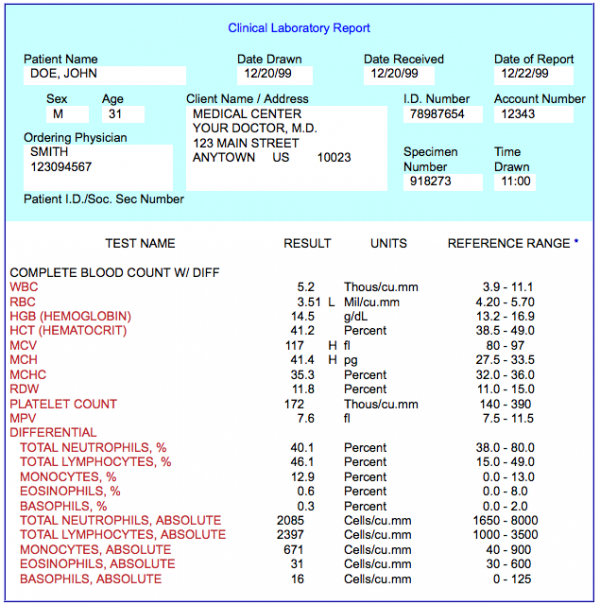 Clinical Laboratory Report
Patient Name Date Drawn Date Received Date of Report
DOE, JOHN 12/20/99 12/20/99 12/22/99
Sex Age Client Name / Address I.D. Number Account Number
M 31 MEDICAL CENTER 78987654 12343
YOUR DOCTOR, M.D.
Ordering Physician
SMITH 123 MAIN STREET Specimen Time
123094567 ANYTOWN US 10023 Number Drawn
918273 11:00
Patient I.D./Soc. Sec Number
TEST NAME RESULT UNITS REFERENCE RANGE *
COMPLETE BLOOD COUNT W/ DIFF
WBC 5.2 Thous/cu.mm 3.9 - 11.1
RBC 3.51 L Mil/cu.mm 4.20 - 5.70
HGB (HEMOGLOBIN) 14.5 g/dL 13.2 - 16.9
HCT (HEMATOCRIT) 41.2 Percent 38.5 - 49.0
MCV 117 H fl 80 - 97
MCH 41.4 H pg 27.5 - 33.5
MCHC 35.3 Percent 32.0 - 36.0
RDW 11.8 Percent 11.0 - 15.0
PLATELET COUNT 172 Thous/cu.mm 140 - 390
MPV 7.6 fl 7.5 - 11.5
DIFFERENTIAL
TOTAL NEUTROPHILS, % 40.1 Percent 38.0 - 80.0
TOTAL LYMPHOCYTES, % 46.1 Percent 15.0 - 49.0
MONOCYTES, % 12.9 Percent 0.0 - 13.0
EOSINOPHILS, % 0.6 Percent 0.0 - 8.0
BASOPHILS, % 0.3 Percent 0.0 - 2.0
TOTAL NEUTROPHILS, ABSOLUTE 2085 Cells/cu.mm 1650 - 8000
TOTAL LYMPHOCYTES, ABSOLUTE 2397 Cells/cu.mm 1000 - 3500
MONOCYTES, ABSOLUTE 671 Cells/cu.mm 40 - 900
EOSINOPHILS, ABSOLUTE 31 Cells/cu.mm 30 - 600
BASOPHILS, ABSOLUTE 16 Cells/cu.mm 0 - 125